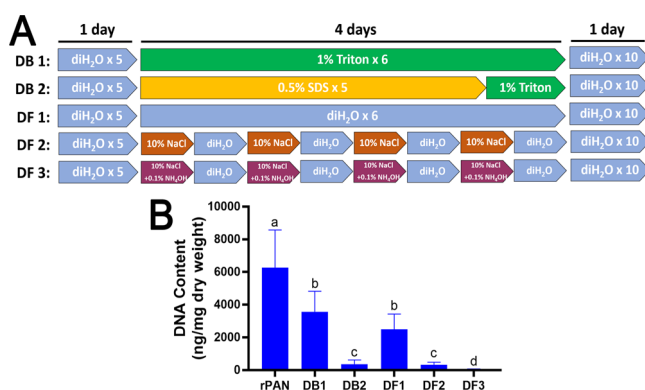 A
1 day 4 days 1 day
DB 1: diH₂O x 5 1% Triton x 6 diH₂O x 10
DB 2: diH₂O x 5 0.5% SDS x 5 1% Triton diH₂O x 10
DF 1: diH₂O x 5 diH₂O x 6 diH₂O x 10
DF 2: diH₂O x 5 10% NaCl diH₂O 10% NaCl diH₂O 10% NaCl diH₂O 10% NaCl diH₂O diH₂O x 10
DF 3: diH₂O x 5 10% NaCl +0.1% NH₄OH diH₂O 10% NaCl +0.1% NH₄OH diH₂O 10% NaCl +0.1% NH₄OH diH₂O 10% NaCl +0.1% NH₄OH diH₂O diH₂O x 10
B
DNA Content
(ng/mg dry weight)
10000
8000
6000
4000
2000
0
a
b
c
b
c
d
rPAN DB1 DB2 DF1 DF2 DF3